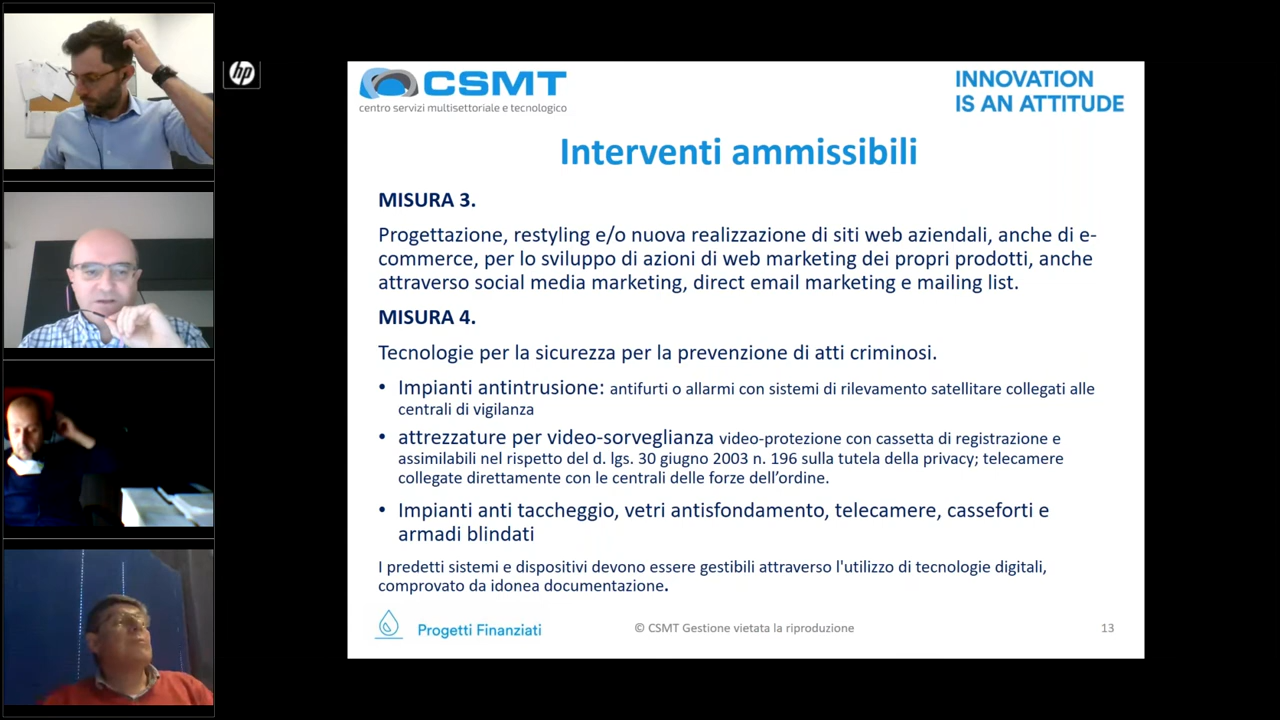 hp
CSMT
centro servizi multisettoriale e tecnologico
INNOVATION
IS AN ATTITUDE
Interventi ammissibili
MISURA 3.
Progettazione, restyling e/o nuova realizzazione di siti web aziendali, anche di e-
commerce, per lo sviluppo di azioni di web marketing dei propri prodotti, anche
attraverso social media marketing, direct email marketing e mailing list.
MISURA 4.
Tecnologie per la sicurezza per la prevenzione di atti criminosi.
• Impianti antintrusione: antifurti o allarmi con sistemi di rilevamento satellitare collegati alle
centrali di vigilanza
• attrezzature per video-sorveglianza video-protezione con cassetta di registrazione e
assimilabili nel rispetto del d. lgs. 30 giugno 2003 n. 196 sulla tutela della privacy; telecamere
collegate direttamente con le centrali delle forze dell’ordine.
• Impianti anti taccheggio, vetri antisfondamento, telecamere, casseforti e
armadi blindati
I predetti sistemi e dispositivi devono essere gestibili attraverso l'utilizzo di tecnologie digitali,
comprovato da idonea documentazione.
Progetti Finanziati
© CSMT Gestione vietata la riproduzione
13